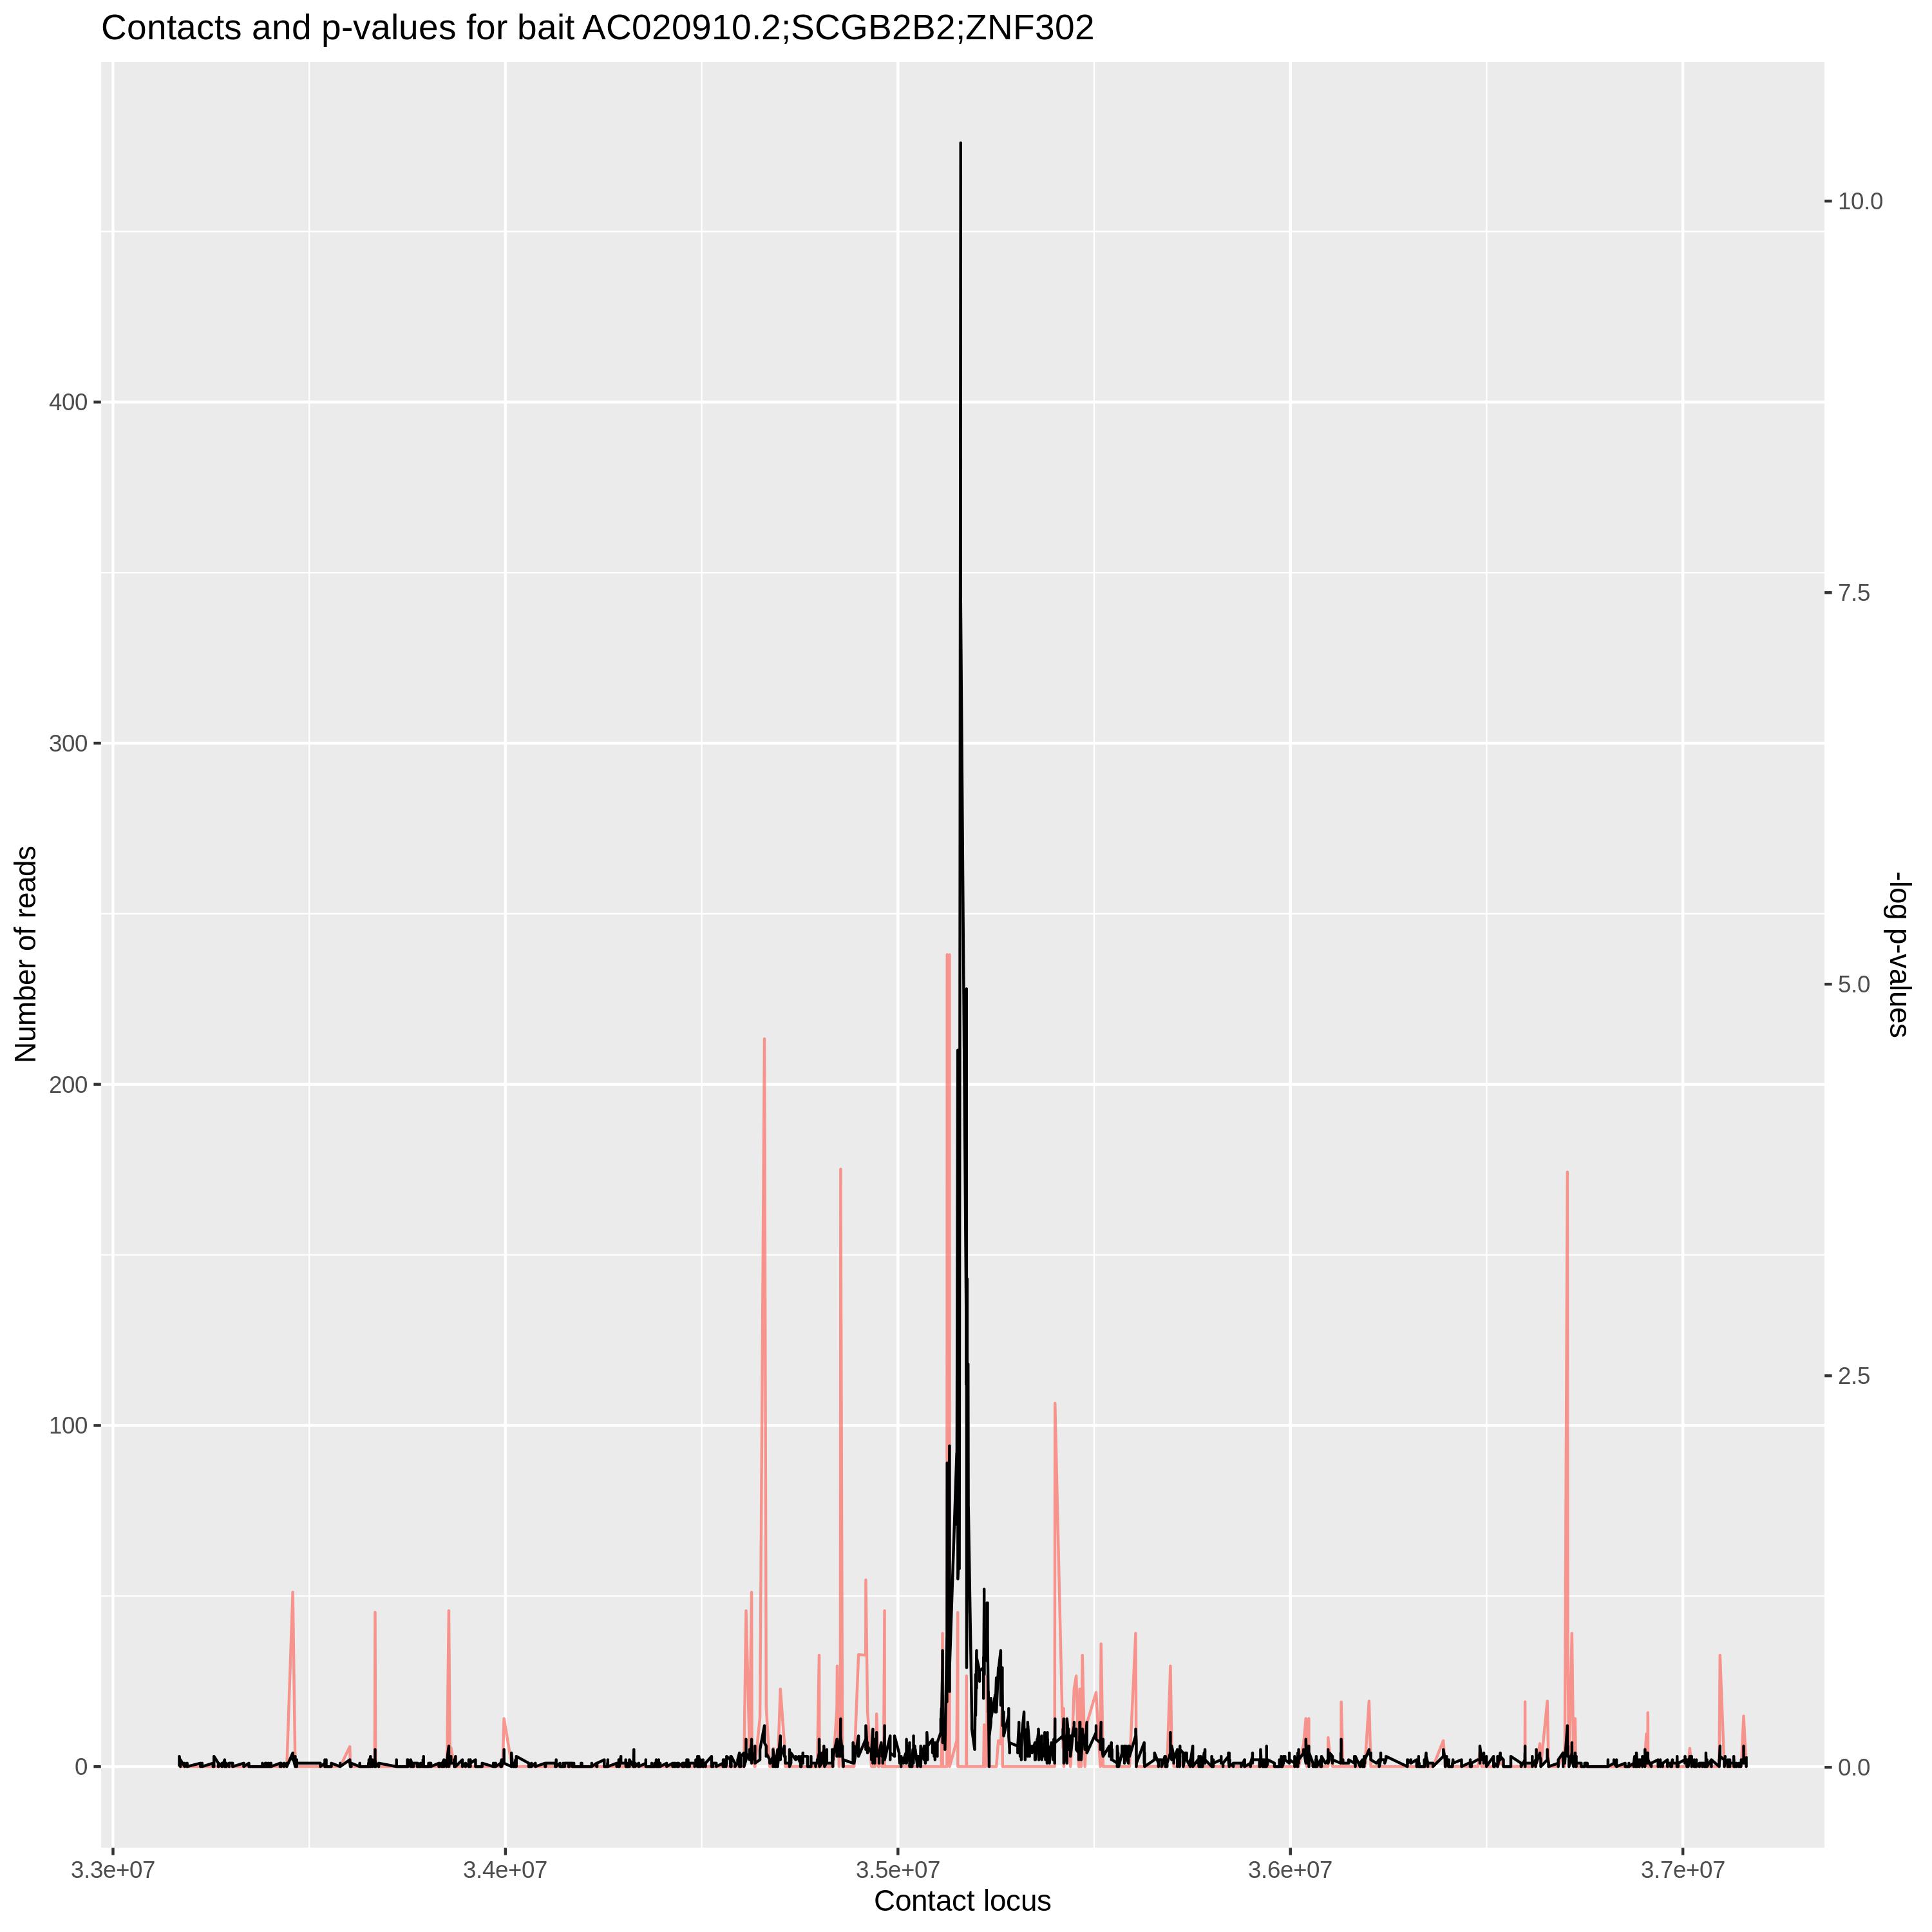 Contacts and p-values for bait AC020910.2;SCGB2B2;ZNF302
10.0
400
7.5
300
Number of reads
-log p-values
5.0
200
2.5
100
0
0.0
3.3e+07 3.4e+07 3.5e+07 3.6e+07 3.7e+07
Contact locus